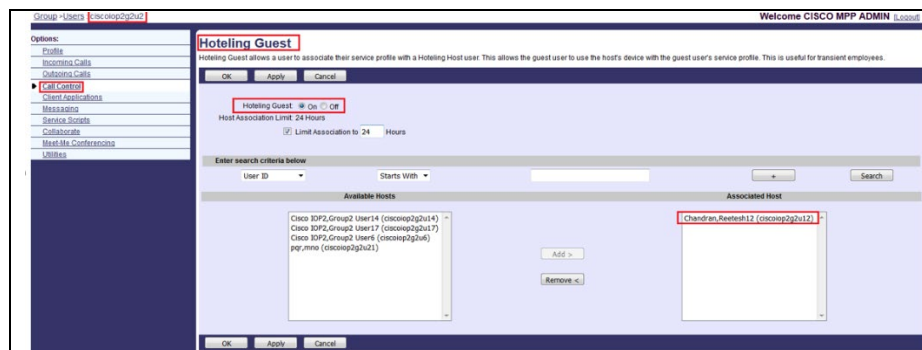 Group >Users : ciscoiop2g2u2
Welcome CISCO MPP ADMIN [Logout]
Options:
Profile
Incoming Calls
Outgoing Calls
Call Control
Client Applications
Messaging
Service Scripts
Collaborate
Meet-Me Conferencing
Utilities
Hoteling Guest
Hoteling Guest allows a user to associate their service profile with a Hoteling Host user. This allows the guest user to use the host's device with the guest user's service profile. This is useful for transient employees.
OK Apply Cancel
Hoteling Guest: On Off
Host Association Limit: 24 Hours
Limit Association to 24 Hours
Enter search criteria below
User ID Starts With + Search
Available Hosts Associated Host
Cisco IOP2,Group2 User14 (ciscoiop2g2u14)
Cisco IOP2,Group2 User17 (ciscoiop2g2u17)
Cisco IOP2,Group2 User6 (ciscoiop2g2u6)
pqr,mno (ciscoiop2g2u21)
Chandran,Reetesh12 (ciscoiop2g2u12)
Add >
Remove <
OK Apply Cancel